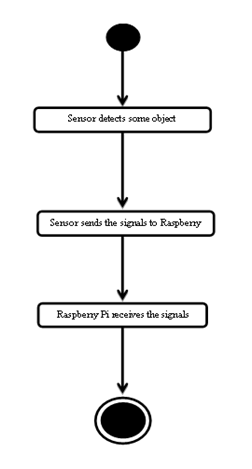 Sensor detects some object
Sensor sends the signals to Raspberry
Raspberry Pi receives the signals